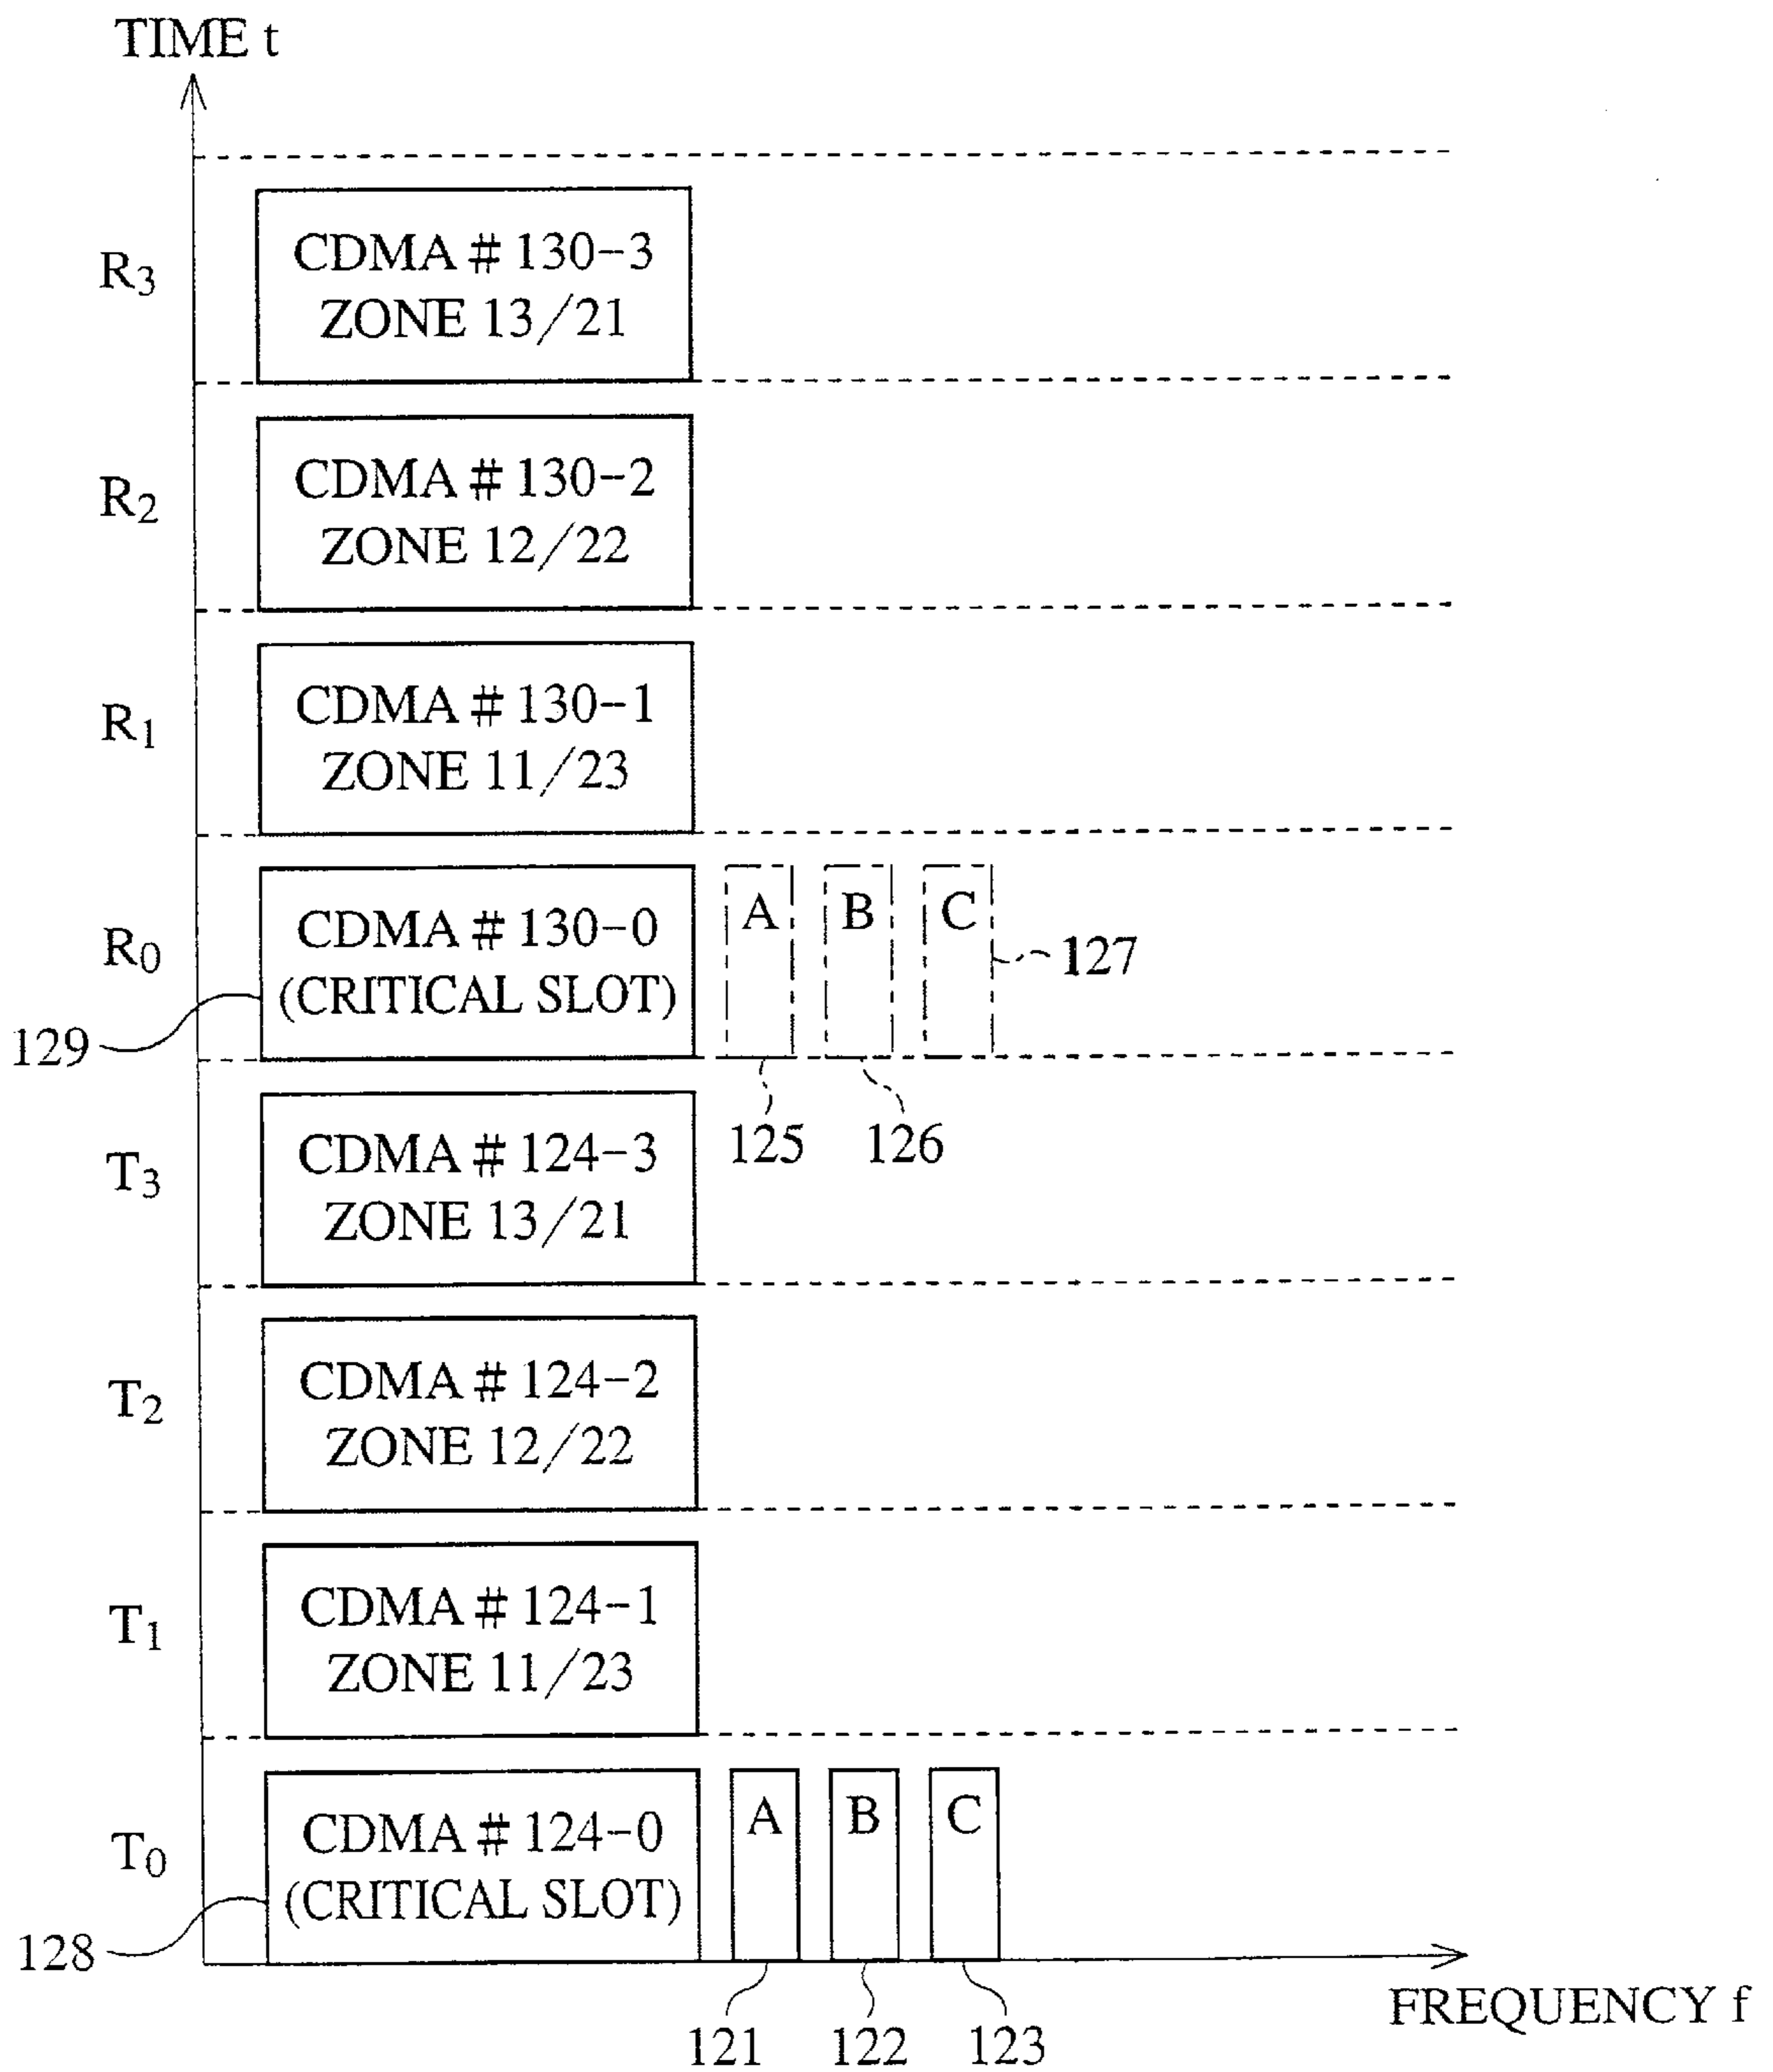 TIME t
R3
CDMA # 130-3
ZONE 13/21
R2
CDMA # 130-2
ZONE 12/22
R1
CDMA # 130-1
ZONE 11/23
R0
CDMA # 130-0
(CRITICAL SLOT)
A
B
C
127
129
125
126
T3
CDMA # 124-3
ZONE 13/21
T2
CDMA # 124-2
ZONE 12/22
T1
CDMA # 124-1
ZONE 11/23
T0
CDMA # 124-0
(CRITICAL SLOT)
A
B
C
128
121
122
123
FREQUENCY f